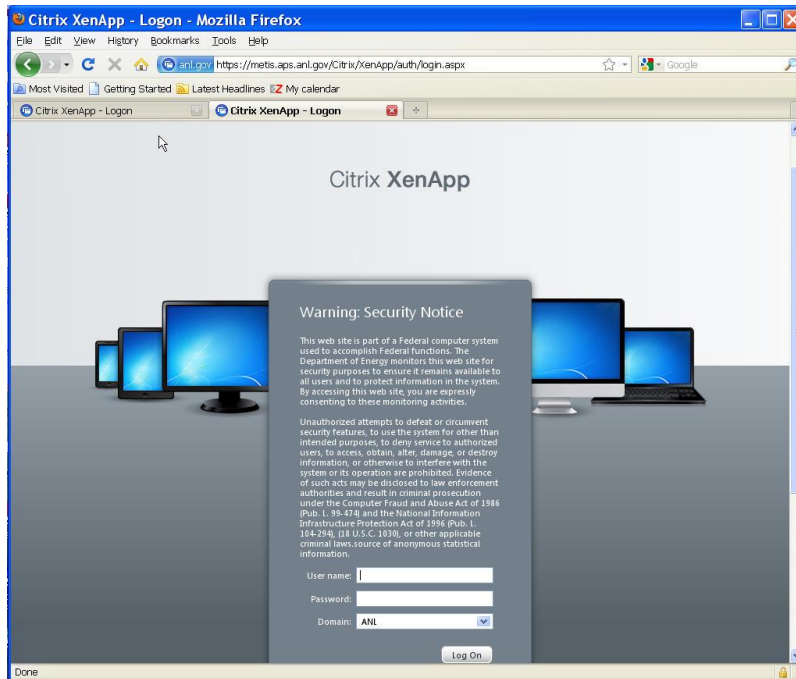 Citrix XenApp - Logon - Mozilla Firefox
File Edit View History Bookmarks Tools Help
anl.gov https://metis.aps.anl.gov/Citrix/XenApp/auth/login.aspx Google
Most Visited Getting Started Latest Headlines EZ My calendar
Citrix XenApp - Logon Citrix XenApp - Logon
Citrix XenApp
Warning: Security Notice
This web site is part of a Federal computer system
used to accomplish Federal functions. The
Department of Energy monitors this web site for
security purposes to ensure it remains available to
all users and to protect information in the system.
By accessing this web site, you are expressly
consenting to these monitoring activities.
Unauthorized attempts to defeat or circumvent
security features, to use the system for other than
intended purposes, to deny service to authorized
users, to access, obtain, alter, damage, or destroy
information, or otherwise to interfere with the
system or its operation are prohibited. Evidence
of such acts may be disclosed to law enforcement
authorities and result in criminal prosecution
under the Computer Fraud and Abuse Act of 1986
(Pub. L. 99-474) and the National Information
Infrastructure Protection Act of 1996 (Pub. L.
104-294), (18 U.S.C. 1030), or other applicable
criminal laws.source of anonymous statistical
information.
User name:
Password:
Domain: ANL
Log On
Done